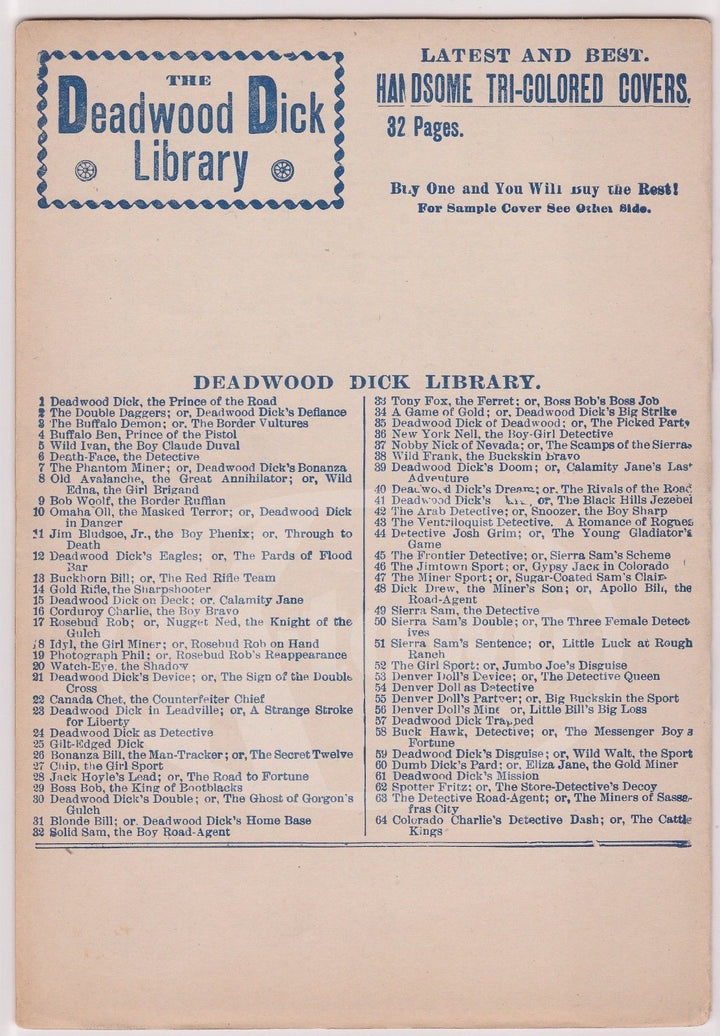 THE
Deadwood Dick
Library
LATEST AND BEST.
HANDSOME TRI-COLORED COVERS.
32 Pages.
Buy One and You Will Buy the Rest!
For Sample Cover See Other Side.
DEADWOOD DICK LIBRARY.
1 Deadwood Dick, the Prince of the Road
2 The Double Daggers; or, Deadwood Dick's Defiance
3 The Buffalo Demon; or, The Border Vultures
4 Buffalo Ben, Prince of the Pistol
5 Wild Ivan, the Boy Claude Duval
6 Death-Face, the Detective
7 The Phantom Miner; or, Deadwood Dick's Bonanza
8 Old Avalanche, the Great Annihilator; or, Wild
Edna, the Girl Brigand
9 Bob Woolf, the Border Ruffian
10 Omaha Oll, the Masked Terror; or, Deadwood Dick
in Danger
11 Jim Bludsoe, Jr., the Boy Phenix; or, Through to
Death
12 Deadwood Dick's Eagles; or, The Pards of Flood
Bar
13 Buckhorn Bill; or, The Red Rifle Team
14 Gold Rifle, the Sharpshooter
15 Deadwood Dick on Deck; or, Calamity Jane
16 Corduroy Charlie, the Boy Bravo
17 Rosebud Rob; or, Nugget Ned, the Knight of the
Gulch
18 Idyl, the Girl Miner; or, Rosebud Rob on Hand
19 Photograph Phil; or, Rosebud Rob's Reappearance
20 Watch-Eye, the Shadow
21 Deadwood Dick's Device; or, The Sign of the Double
Cross
22 Canada Chet, the Counterfeiter Chief
23 Deadwood Dick in Leadville; or, A Strange Stroke
for Liberty
24 Deadwood Dick as Detective
25 Gilt-Edged Dick
26 Bonanza Bill, the Man-Tracker; or, The Secret Twelve
27 Chip, the Girl Sport
28 Jack Hoyle's Lead; or, The Road to Fortune
29 Boss Bob, the King of Bootblacks
30 Deadwood Dick's Double; or, The Ghost of Gorgon's
Gulch
31 Blonde Bill; or, Deadwood Dick's Home Base
32 Solid Sam, the Boy Road-Agent
33 Tony Fox, the Ferret; or, Boss Bob's Boss Job
34 A Game of Gold; or, Deadwood Dick's Big Strike
35 Deadwood Dick of Deadwood; or, The Picked Party
36 New York Nell, the Boy-Girl Detective
37 Nobby Nick of Nevada; or, The Scamps of the Sierras
38 Wild Frank, the Buckskin Bravo
39 Deadwood Dick's Doom; or, Calamity Jane's Last
Adventure
40 Deadwood Dick's Dream; or, The Rivals of the Road
41 Deadwood Dick's or, The Black Hills Jezebel
42 The Arab Detective; or, Snoozer, the Boy Sharp
43 The Ventriloquist Detective. A Romance of Rogues
44 Detective Josh Grim; or, The Young Gladiator's
Game
45 The Frontier Detective; or, Sierra Sam's Scheme
46 The Jimtown Sport; or, Gypsy Jack in Colorado
47 The Miner Sport; or, Sugar-Coated Sam's Claim
48 Dick Drew, the Miner's Son; or, Apollo Bill, the
Road-Agent
49 Sierra Sam, the Detective
50 Sierra Sam's Double; or, The Three Female Detect-
ives
51 Sierra Sam's Sentence; or, Little Luck at Rough
Ranch
52 The Girl Sport; or, Jumbo Joe's Disguise
53 Denver Doll's Device; or, The Detective Queen
54 Denver Doll as Detective
55 Denver Doll's Partner; or, Big Buckskin the Sport
56 Denver Doll's Mine or, Little Bill's Big Loss
57 Deadwood Dick Trapped
58 Buck Hawk, Detective; or, The Messenger Boy's
Fortune
59 Deadwood Dick's Disguise; or, Wild Walt, the Sport
60 Dumb Dick's Pard; or, Eliza Jane, the Gold Miner
61 Deadwood Dick's Mission
62 Spotter Fritz; or, The Store-Detective's Decoy
63 The Detective Road-Agent; or, The Miners of Sassa-
fras City
64 Colorado Charlie's Detective Dash; or, The Cattle
Kings